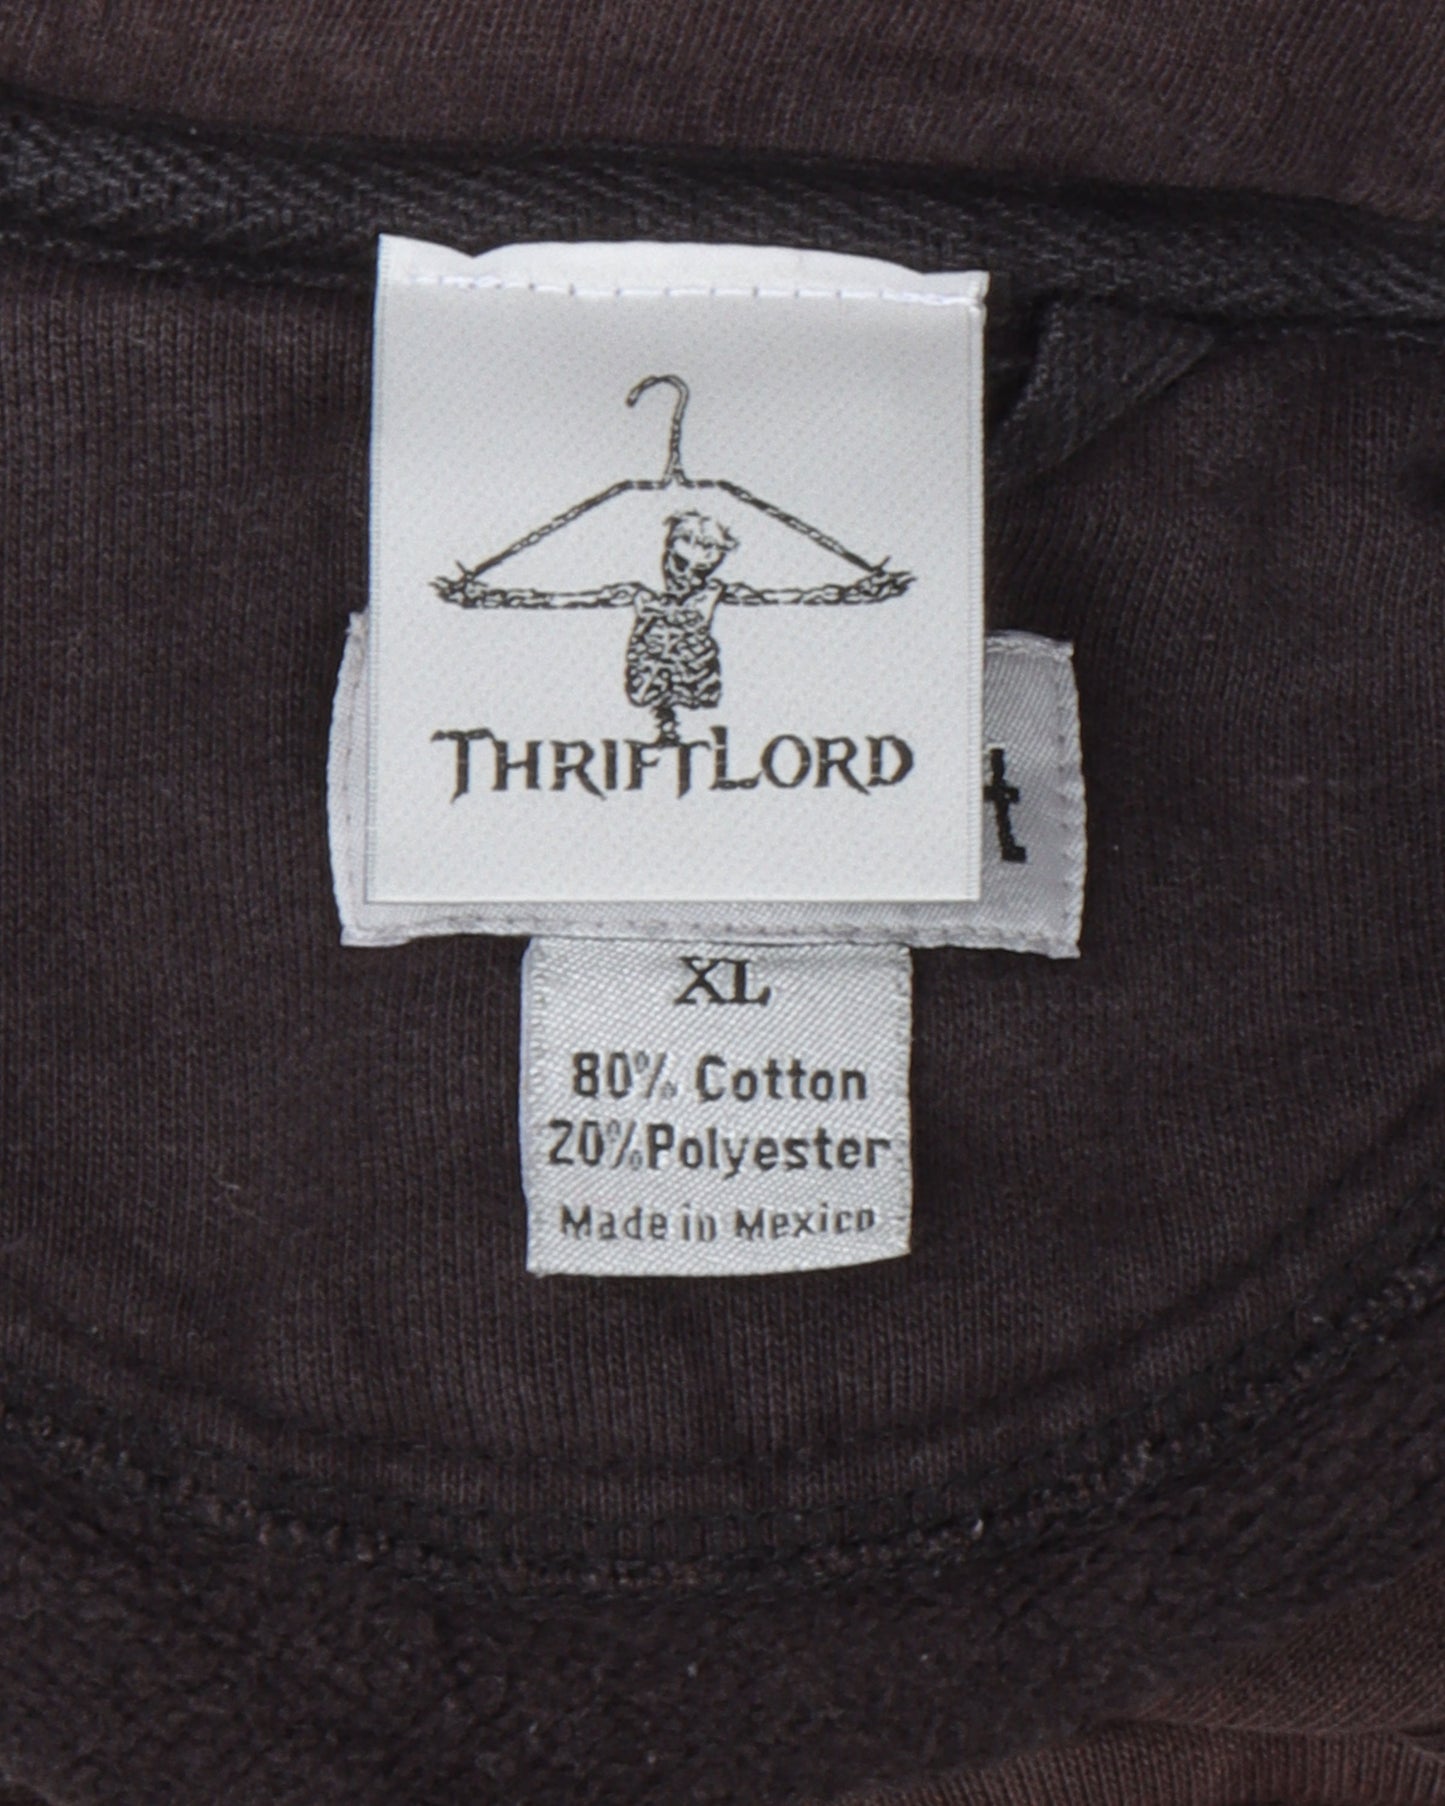 THRIFTLORD
t
XL
80% Cotton
20% Polyester
Made in Mexico